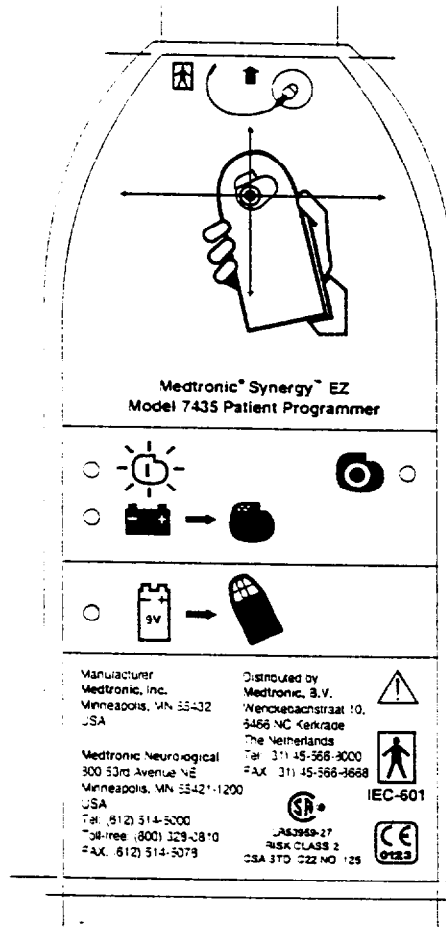 Medtronic® Synergy™ EZ
Model 7435 Patient Programmer
9V
Manufacturer
Medtronic, Inc.
Minneapolis, MN 55432
USA
Medtronic Neurological
800 53rd Avenue NE
Minneapolis, MN 55421-1200
USA
Tel: (612) 514-5000
Toll-free: (800) 328-0810
FAX: (612) 514-5078
Distributed by
Medtronic, B.V.
Wenckebachstraat 10,
6466 NC Kerkrade
The Netherlands
Tel: (31) 45-566-8000
FAX (31) 45-566-8668
IEC-601
LR53959-27
RISK CLASS 2
CSA STD. C22 NO. 125
CE
0123